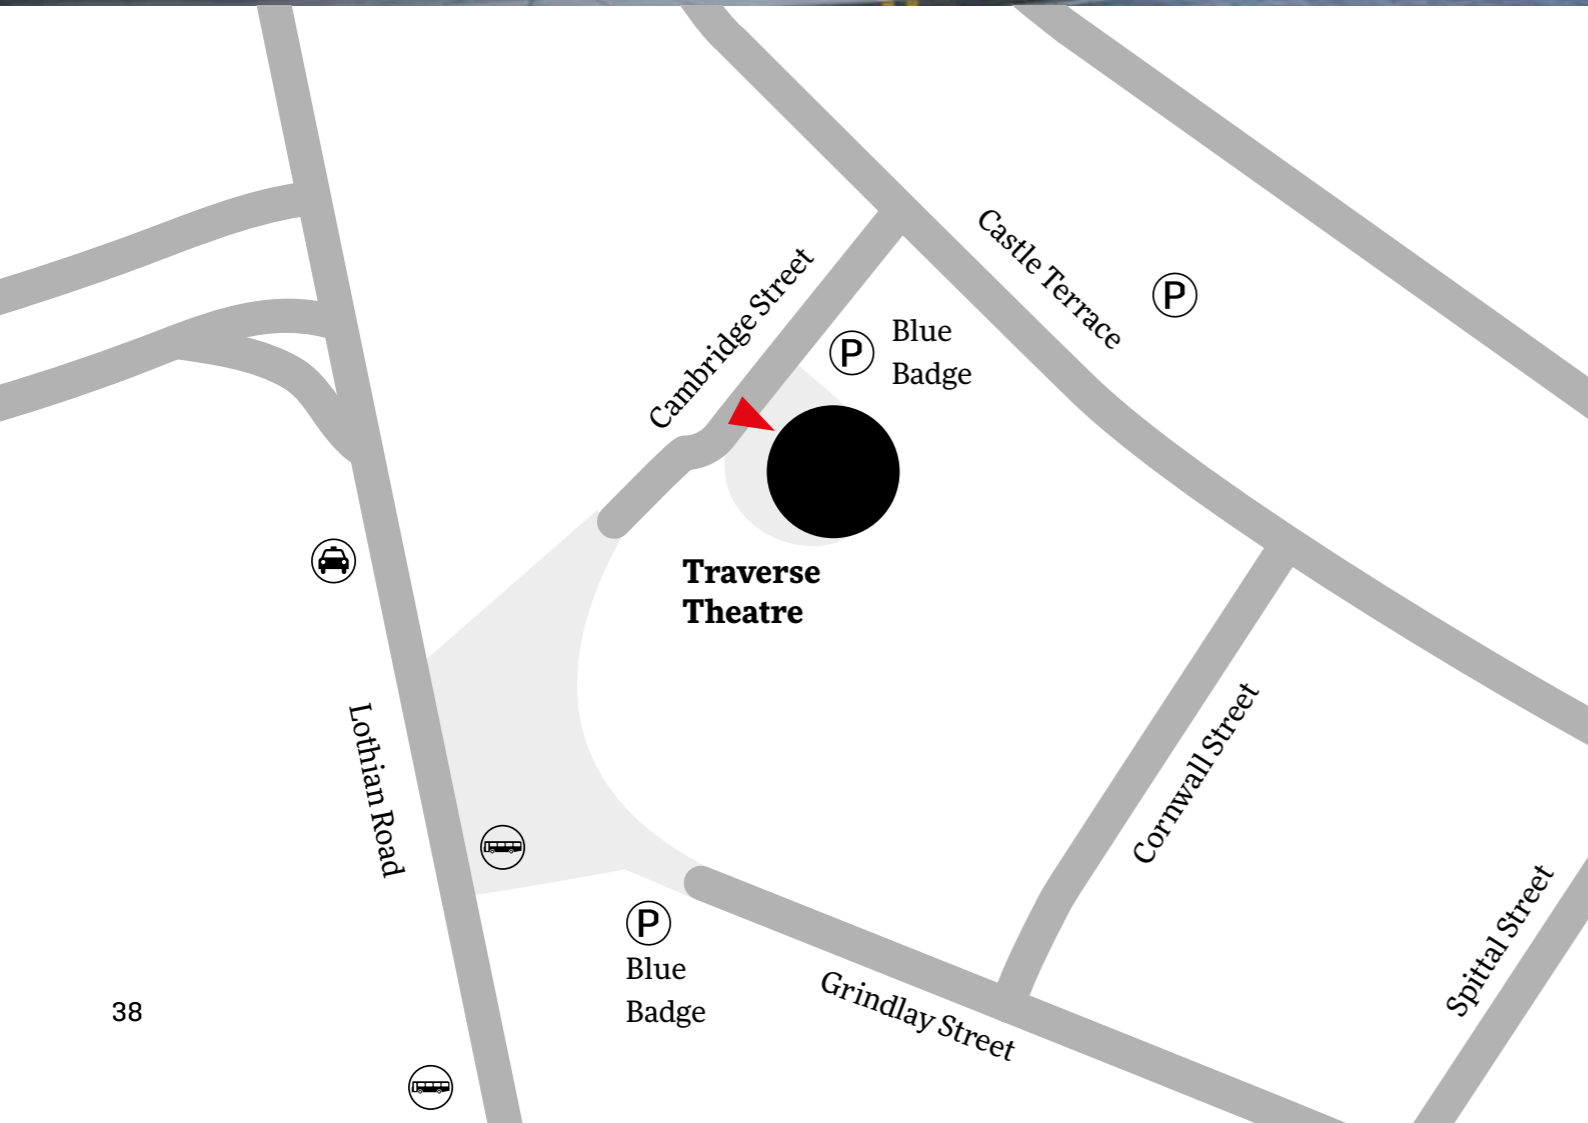 Castle Terrace
Cambridge Street
P
P
Blue
Badge
Traverse
Theatre
Lothian Road
Cornwall Street
Spittal Street
P
Blue
Badge
Grindlay Street
38